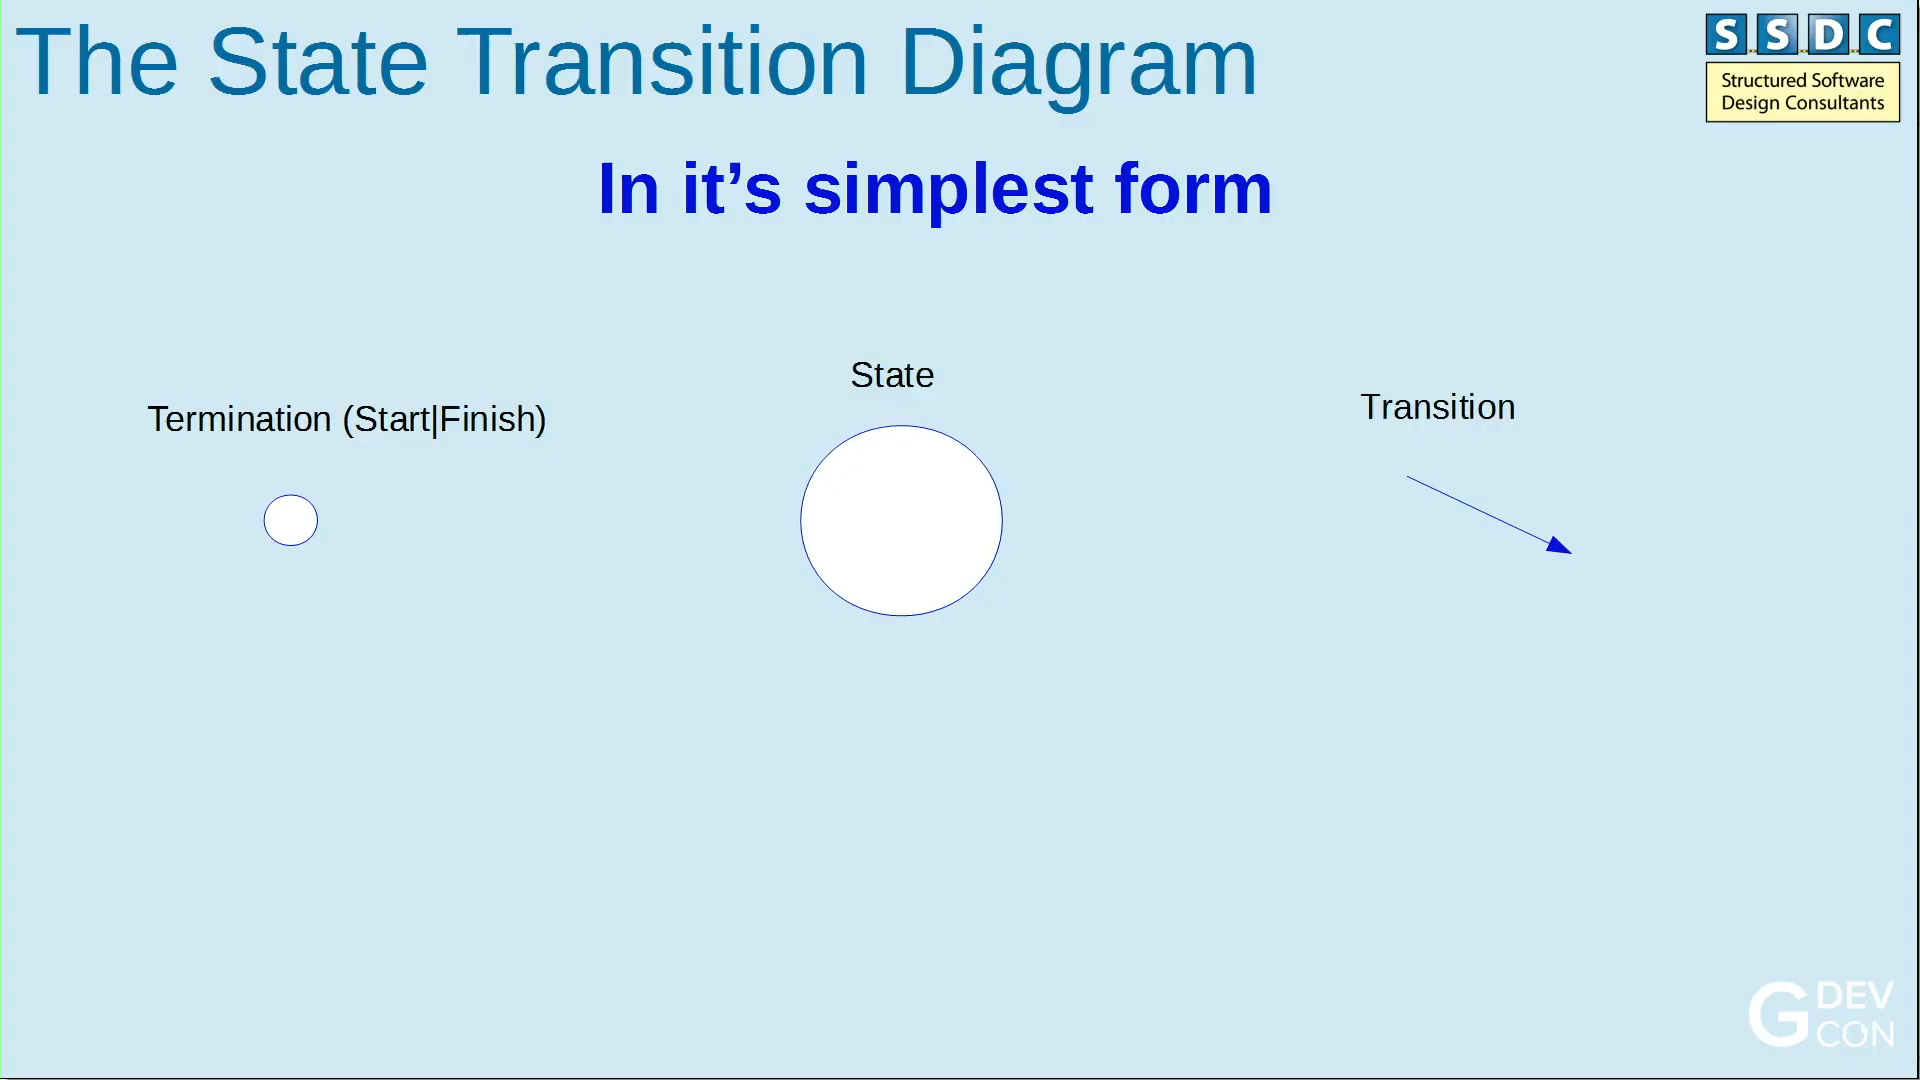 The State Transition Diagram
S.S.D.C
Structured Software
Design Consultants
In it’s simplest form
State
Termination (Start|Finish)
Transition
G DEV
CON